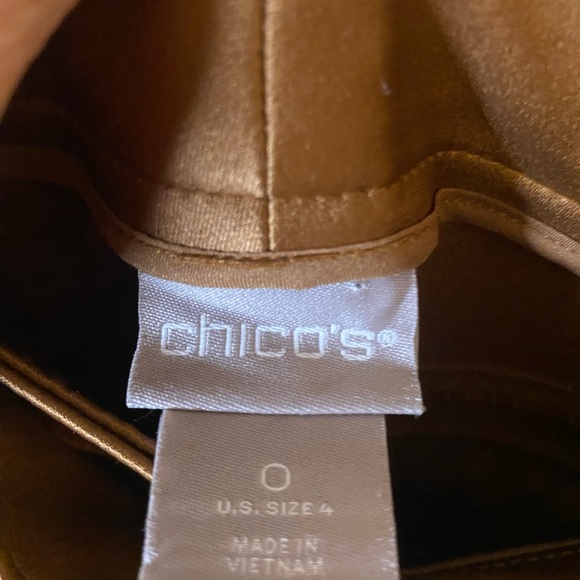 chico's®
0
U.S. SIZE 4
MADE IN
VIETNAM